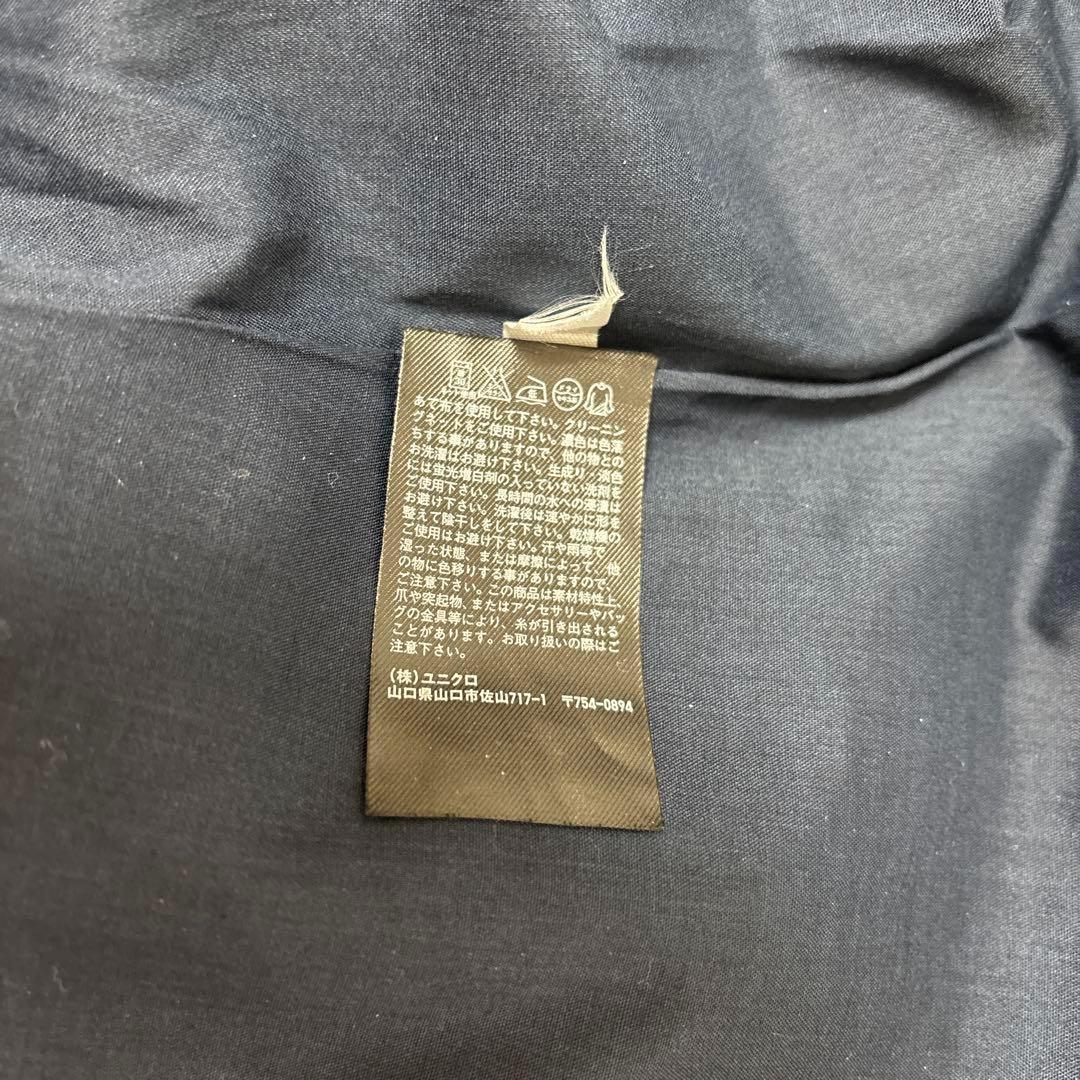 あて布を使用して下さい。クリーニン
グネットをご使用下さい。濃色は色落
ちする事がありますので、他の物との
お洗濯はお避け下さい。生成り、淡色
には蛍光増白剤の入っていない洗剤を
ご使用下さい。長時間の水への浸漬は
お避け下さい。洗濯後は速やかに形を
整えて陰干しをして下さい。乾燥機の
ご使用はお避け下さい。汗や雨等で
湿った状態、または摩擦によって、他
の物に色移りする事がありますので、
ご注意下さい。この商品は素材特性上、
爪や突起物、またはアクセサリーやバッ
グの金具等により、糸が引き出される
ことがあります。お取り扱いの際はご
注意下さい。
(株)ユニクロ
山口県山口市佐山717-1 〒754-0894